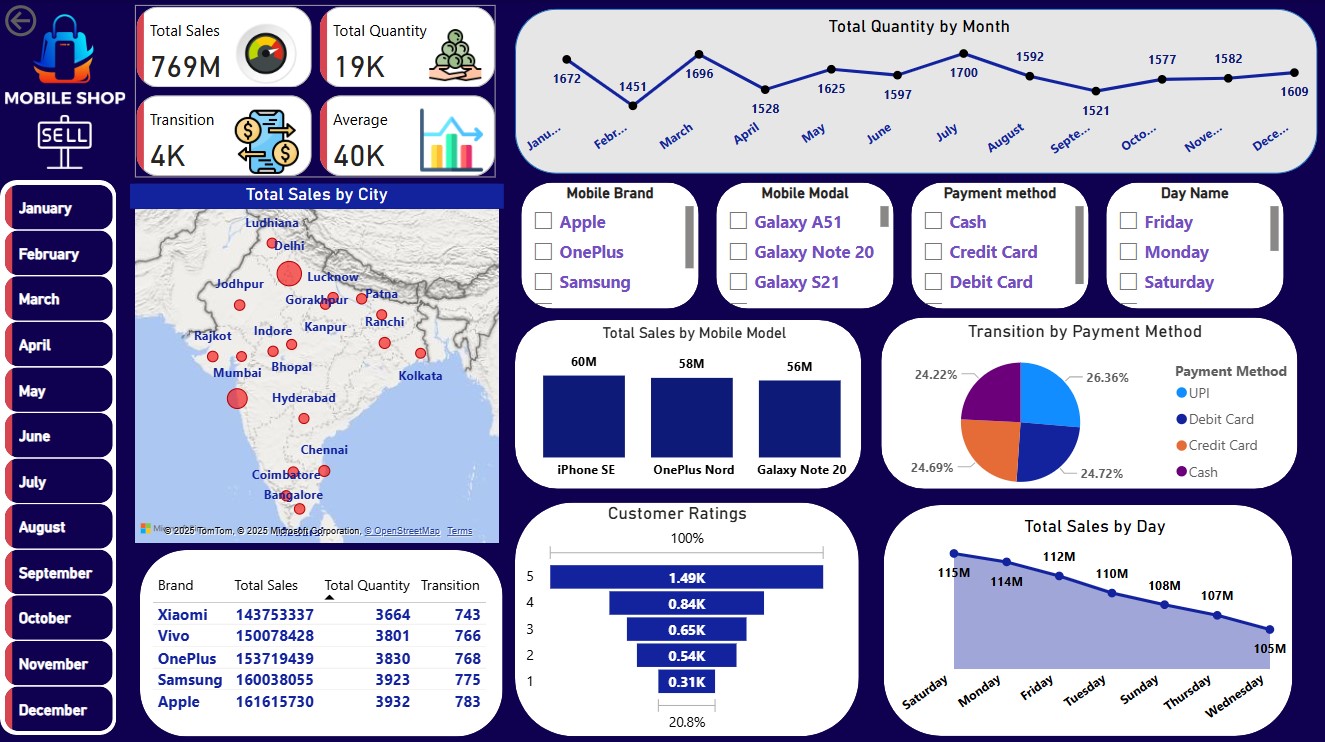 MOBILE SHOP
SELL
January
February
March
April
May
June
July
August
September
October
November
December
Total Sales
769M
Total Quantity
19K
Transition
4K
Average
40K
Total Quantity by Month
1672
1451
1696
1528
1625
1597
1700
1592
1521
1577
1582
1609
Janu...
Febr...
March
April
May
June
July
August
Septe...
Octo...
Nove...
Dece...
Total Sales by City
Ludhiana
Delhi
Lucknow
Jodhpur
Gorakhpur
Patna
Kanpur
Ranchi
Rajkot
Indore
Bhopal
Mumbai
Kolkata
Hyderabad
Chennai
Coimbatore
Bangalore
© 2025 TomTom, © 2025 Microsoft Corporation, © OpenStreetMap Terms
Mobile Brand
Apple
OnePlus
Samsung
Mobile Modal
Galaxy A51
Galaxy Note 20
Galaxy S21
Payment method
Cash
Credit Card
Debit Card
Day Name
Friday
Monday
Saturday
Total Sales by Mobile Model
60M
58M
56M
iPhone SE
OnePlus Nord
Galaxy Note 20
Transition by Payment Method
24.22%
26.36%
24.69%
24.72%
Payment Method
UPI
Debit Card
Credit Card
Cash
Brand Total Sales Total Quantity Transition
Xiaomi 143753337 3664 743
Vivo 150078428 3801 766
OnePlus 153719439 3830 768
Samsung 160038055 3923 775
Apple 161615730 3932 783
Customer Ratings
100%
5 1.49K
4 0.84K
3 0.65K
2 0.54K
1 0.31K
20.8%
Total Sales by Day
115M
114M
112M
110M
108M
107M
105M
Saturday
Monday
Friday
Tuesday
Sunday
Thursday
Wednesday